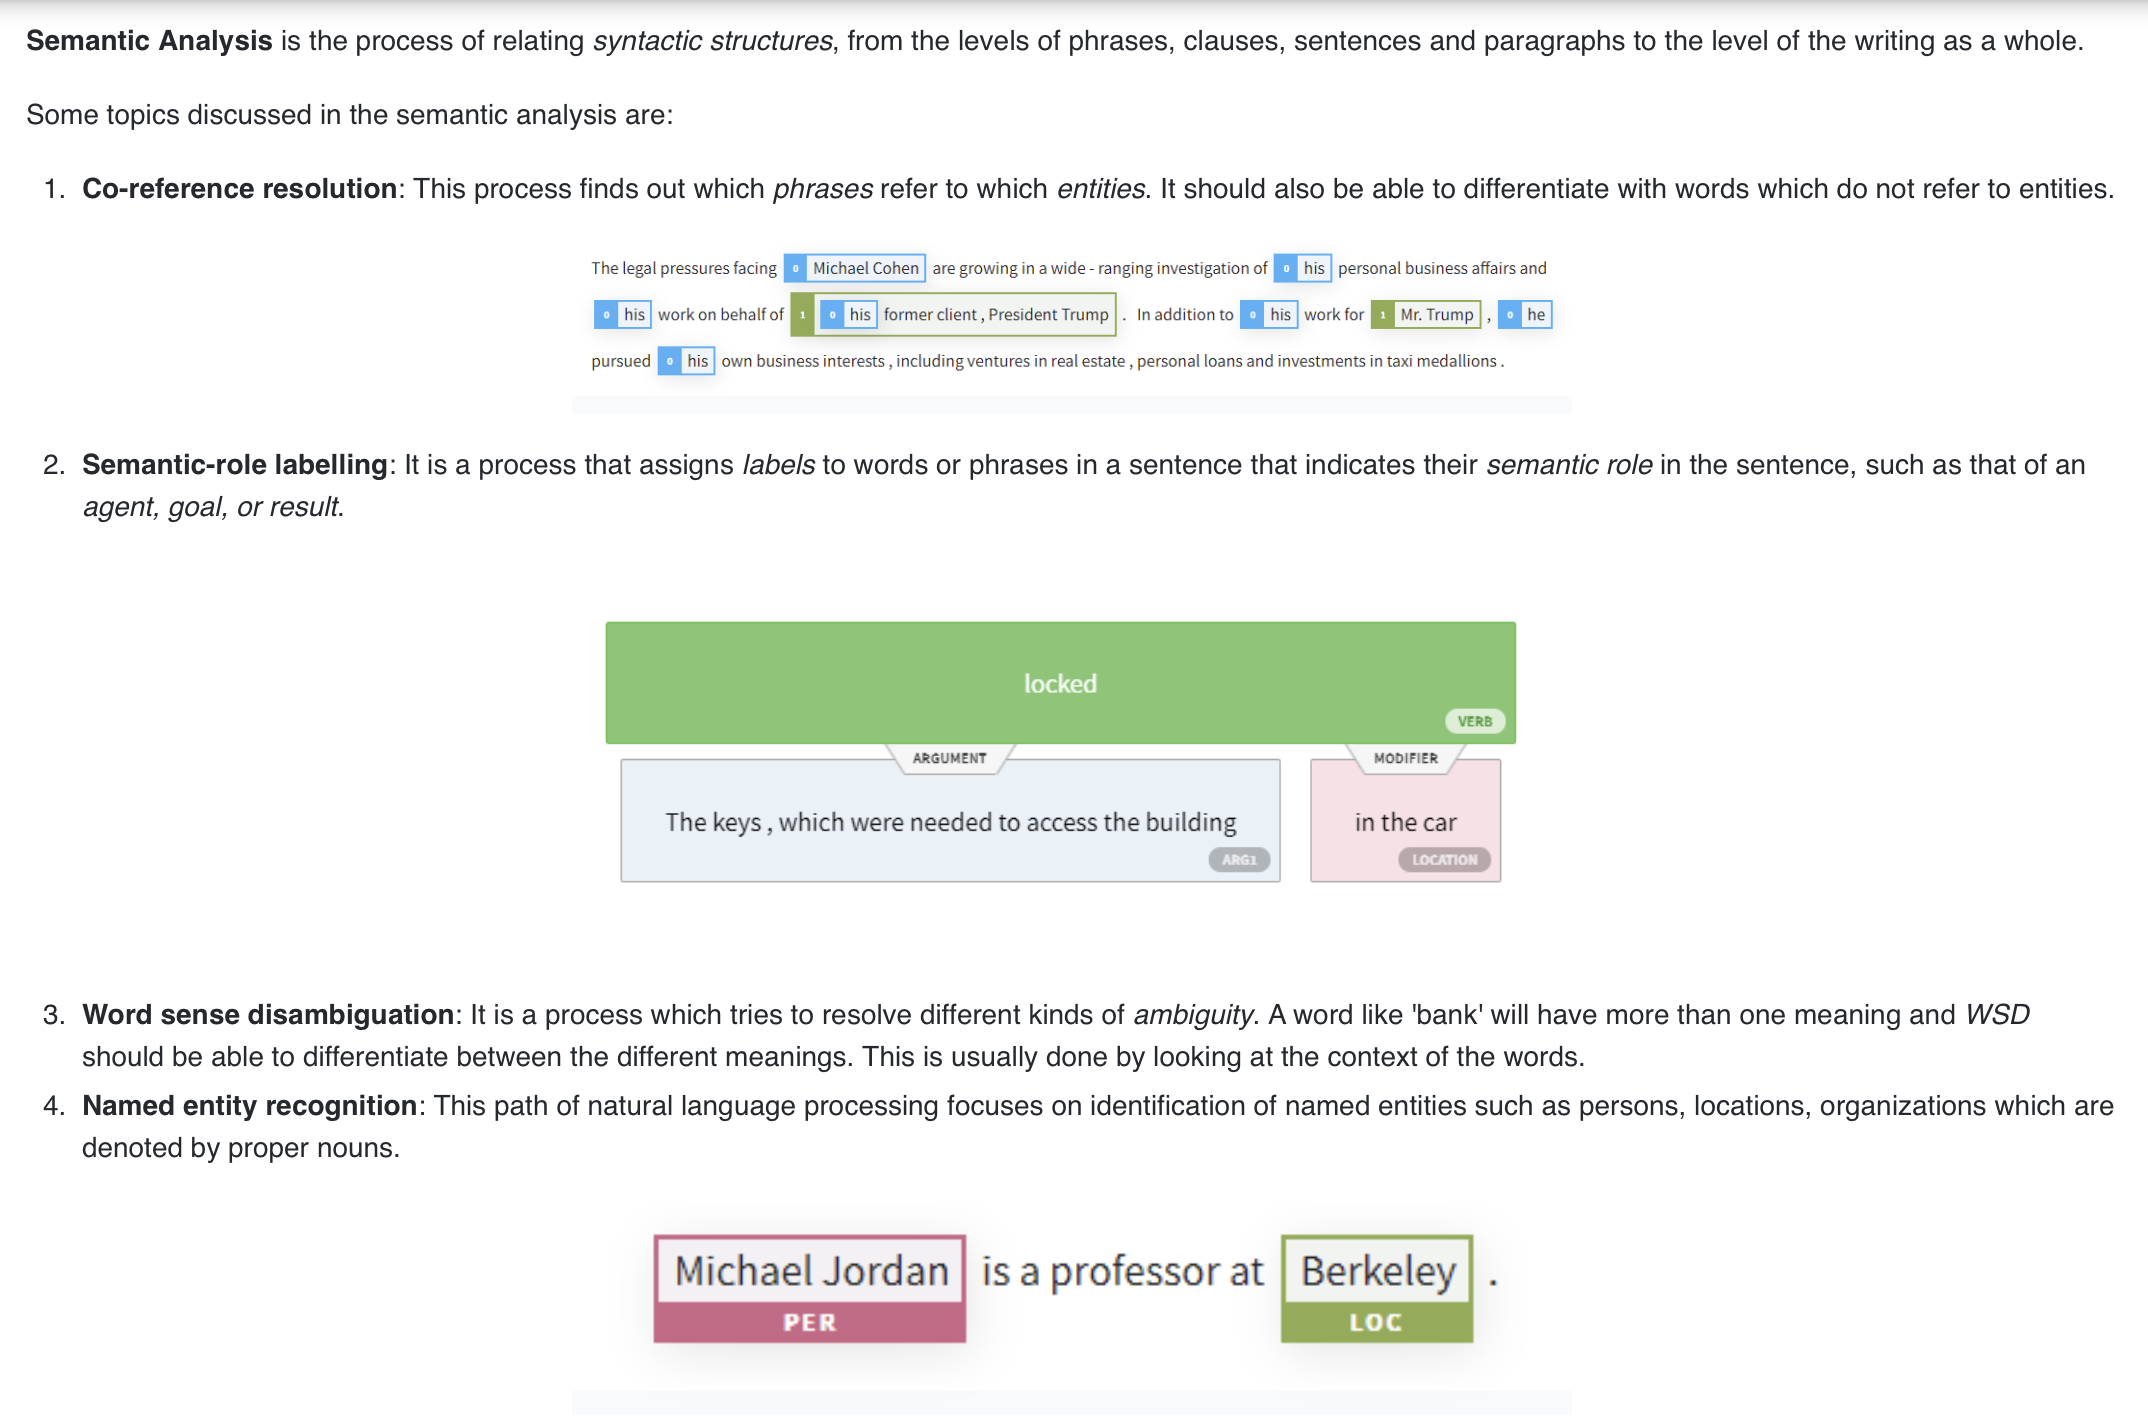 Semantic Analysis is the process of relating syntactic structures, from the levels of phrases, clauses, sentences and paragraphs to the level of the writing as a whole.
Some topics discussed in the semantic analysis are:
1. Co-reference resolution: This process finds out which phrases refer to which entities. It should also be able to differentiate with words which do not refer to entities.
The legal pressures facing 0 Michael Cohen are growing in a wide - ranging investigation of 0 his personal business affairs and
0 his work on behalf of 1 0 his former client , President Trump . In addition to 0 his work for 1 Mr. Trump , 0 he
pursued 0 his own business interests , including ventures in real estate , personal loans and investments in taxi medallions .
2. Semantic-role labelling: It is a process that assigns labels to words or phrases in a sentence that indicates their semantic role in the sentence, such as that of an
agent, goal, or result.
locked
VERB
ARGUMENT MODIFIER
The keys , which were needed to access the building in the car
ARG1 LOCATION
3. Word sense disambiguation: It is a process which tries to resolve different kinds of ambiguity. A word like 'bank' will have more than one meaning and WSD
should be able to differentiate between the different meanings. This is usually done by looking at the context of the words.
4. Named entity recognition: This path of natural language processing focuses on identification of named entities such as persons, locations, organizations which are
denoted by proper nouns.
Michael Jordan is a professor at Berkeley .
PER LOC